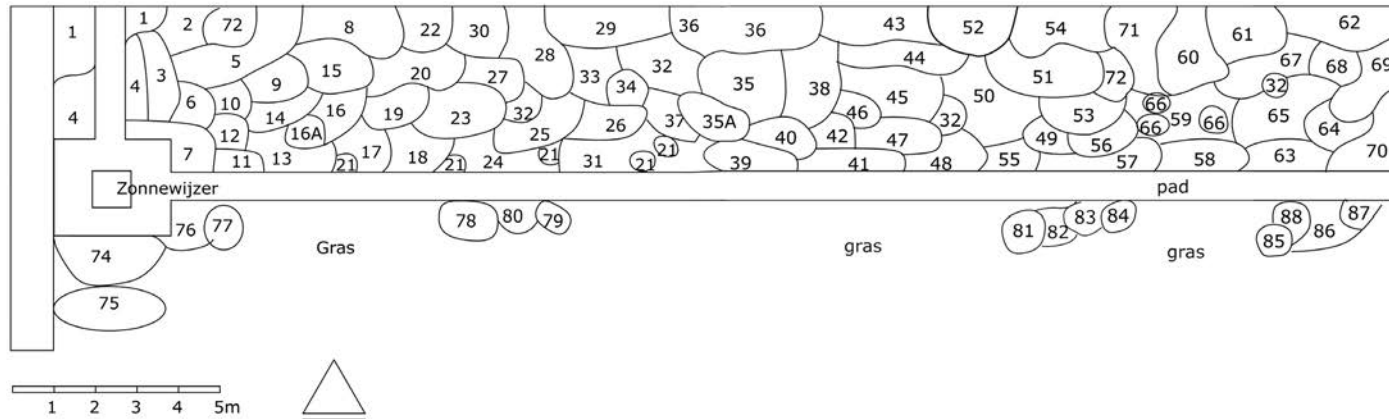 1 1 2 72 8 22 30 29 36 36 43 52 54 71 61 62
5 28 60
3 9 15 20 27 33 32 35 38 44 51 72 67 68 69
4 4 6 10 14 16 19 23 32 34 37 35A 46 45 50 53 66 32
12 16A 25 26 40 42 47 32 49 56 66 59 66 65 64
7 11 13 21 17 18 21 24 21 31 21 21 39 41 48 55 57 58 63 70
Zonnewijzer pad
76 77 78 80 79 81 82 83 84 88 87
74 Gras gras gras 85 86
75
1 2 3 4 5m